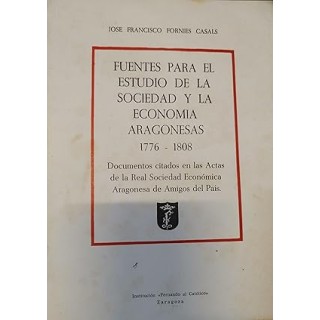 JOSE FRANCISCO FORNIES CASALS
FUENTES PARA EL
ESTUDIO DE LA
SOCIEDAD Y LA
ECONOMIA
ARAGONESAS
1776 - 1808
Documentos citados en las Actas
de la Real Sociedad Económica
Aragonesa de Amigos del País.
Institución «Fernando el Católico»
Zaragoza